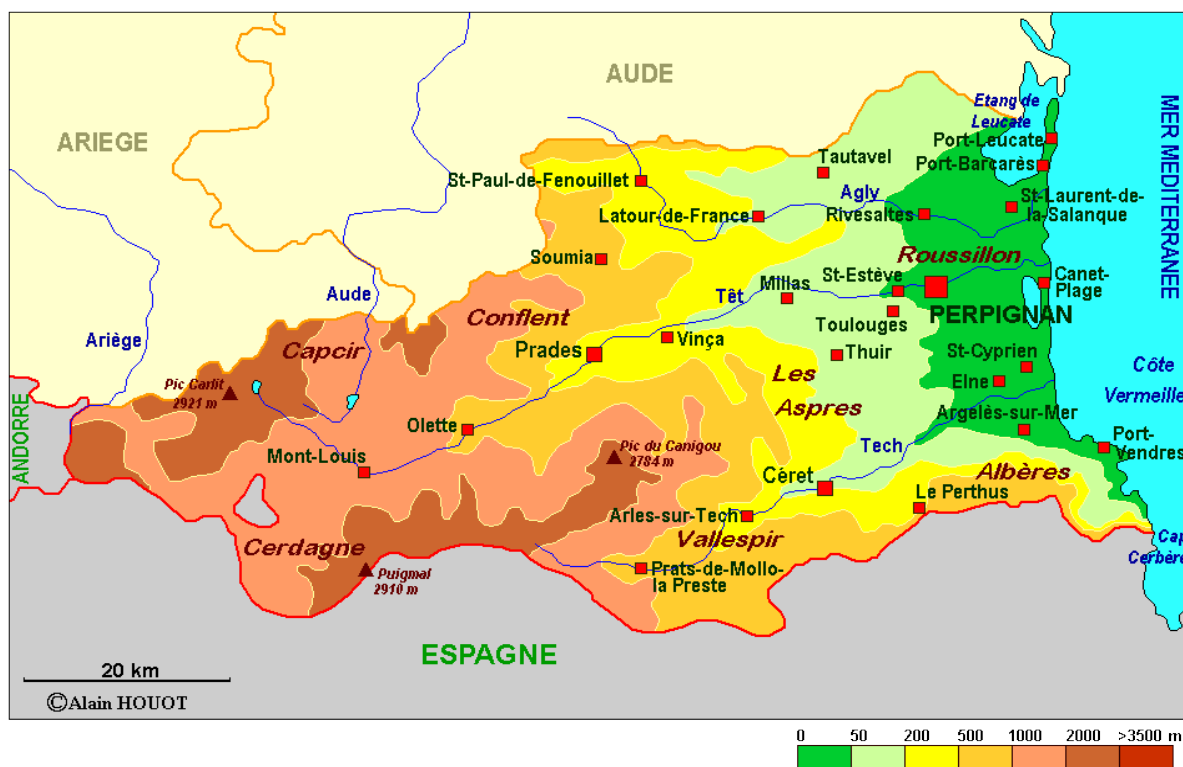 AUDE
ARIEGE
Etang de
Leucate
MER MEDITERRANEE
Port-Leucate
Port-Barcarès
Tautavel
St-Paul-de-Fenouillet
Agly
St-Laurent-de-
la-Salanque
Latour-de-France
Rivesaltes
Soumia
Roussillon
St-Estève
Canet-
Plage
Millas
Têt
Aude
Conflent
Toulouges
PERPIGNAN
Ariège
Capcir
Prades
Vinça
Thuir
St-Cyprien
Côte
Vermeille
Pic Carlit
2921 m
Les
Aspres
Elne
ANDORRE
Olette
Argelès-sur-Mer
Port-
Vendres
Pic du Canigou
2784 m
Tech
Mont-Louis
Céret
Albères
Le Perthus
Arles-sur-Tech
Vallespir
Cerdagne
Cap
Cerbère
Puigmal
2910 m
Prats-de-Mollo-
la Preste
ESPAGNE
20 km
©Alain HOUOT
0 50 200 500 1000 2000 >3500 m